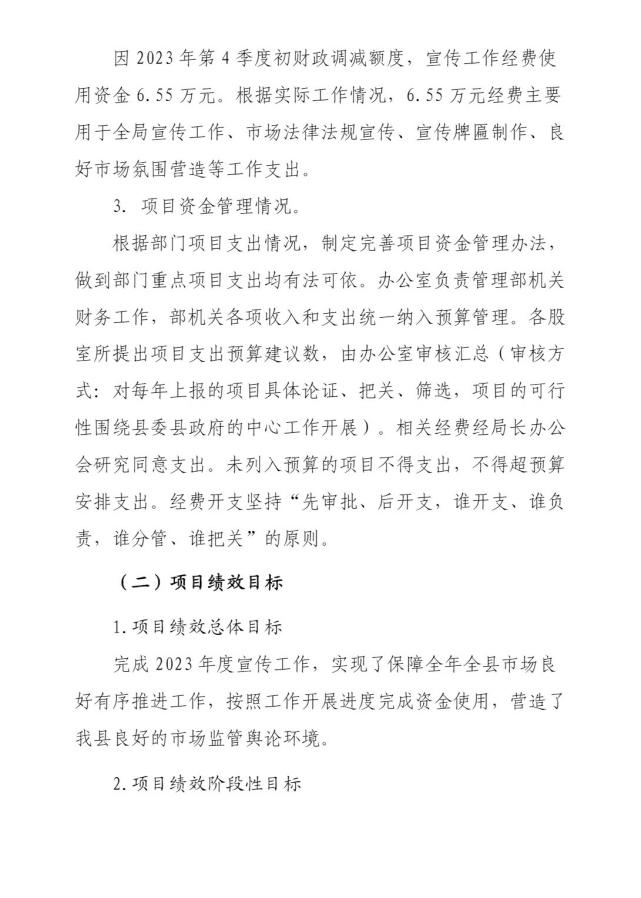 因 2023 年第 4 季度初财政调减额度，宣传工作经费使
用资金 6.55 万元。根据实际工作情况，6.55 万元经费主要
用于全局宣传工作、市场法律法规宣传、宣传牌匾制作、良
好市场氛围营造等工作支出。
3. 项目资金管理情况。
根据部门项目支出情况，制定完善项目资金管理办法，
做到部门重点项目支出均有法可依。办公室负责管理部机关
财务工作，部机关各项收入和支出统一纳入预算管理。各股
室所提出项目支出预算建议数，由办公室审核汇总（审核方
式：对每年上报的项目具体论证、把关、筛选，项目的可行
性围绕县委县政府的中心工作开展）。相关经费经局长办公
会研究同意支出。未列入预算的项目不得支出，不得超预算
安排支出。经费开支坚持“先审批、后开支，谁开支、谁负
责，谁分管、谁把关”的原则。
（二）项目绩效目标
1.项目绩效总体目标
完成 2023 年度宣传工作，实现了保障全年全县市场良
好有序推进工作，按照工作开展进度完成资金使用，营造了
我县良好的市场监管舆论环境。
2.项目绩效阶段性目标